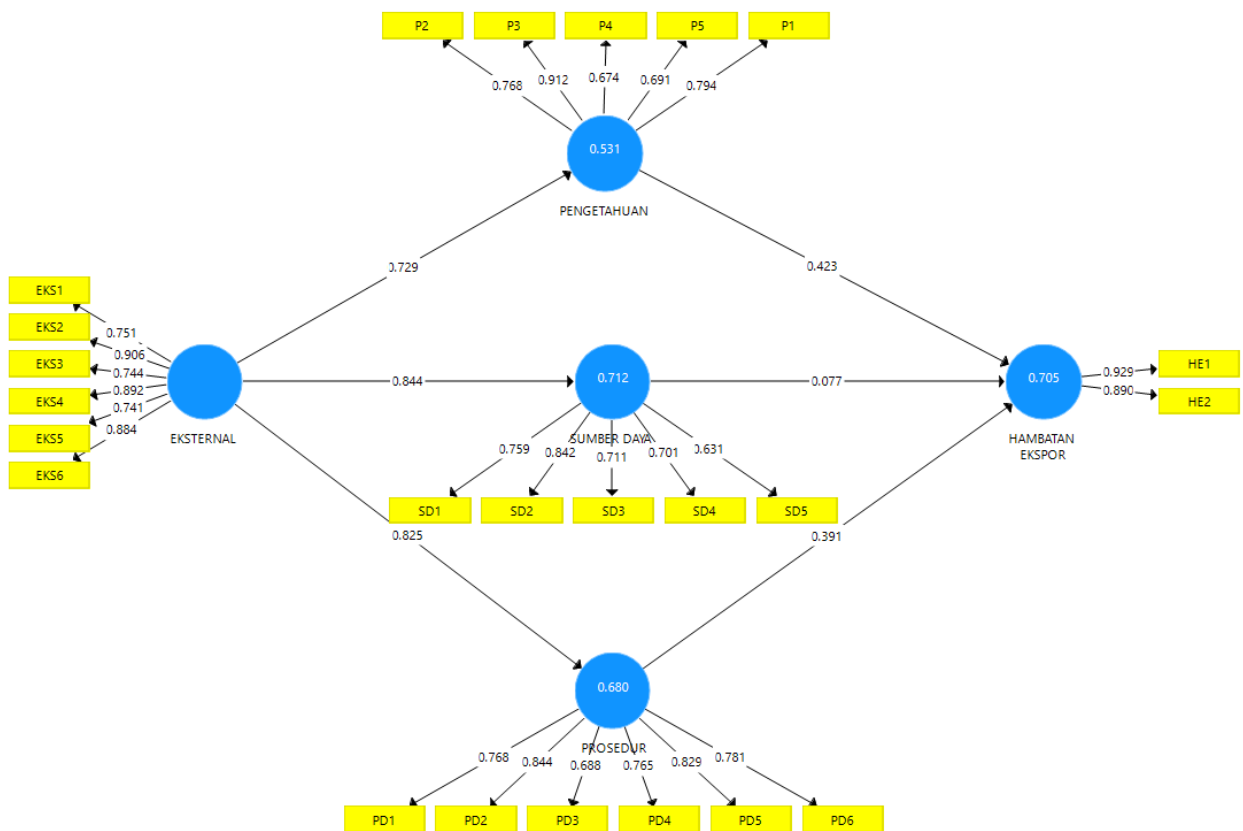 P2 P3 P4 P5 P1
0.768 0.912 0.674 0.691 0.794
0.531
PENGETAHUAN
0.729 0.423
EKS1
EKS2
EKS3
EKS4
EKS5
EKS6
0.751
0.906
0.744
0.892
0.741
0.884
EKSTERNAL
0.844
0.712
0.077
SUMBER DAYA
0.759 0.842 0.711 0.701 0.631
SD1 SD2 SD3 SD4 SD5
0.705
HAMBATAN
EKSPOR
0.929
0.890
HE1
HE2
0.825 0.391
0.680
PROSEDUR
0.768 0.844 0.688 0.765 0.829 0.781
PD1 PD2 PD3 PD4 PD5 PD6